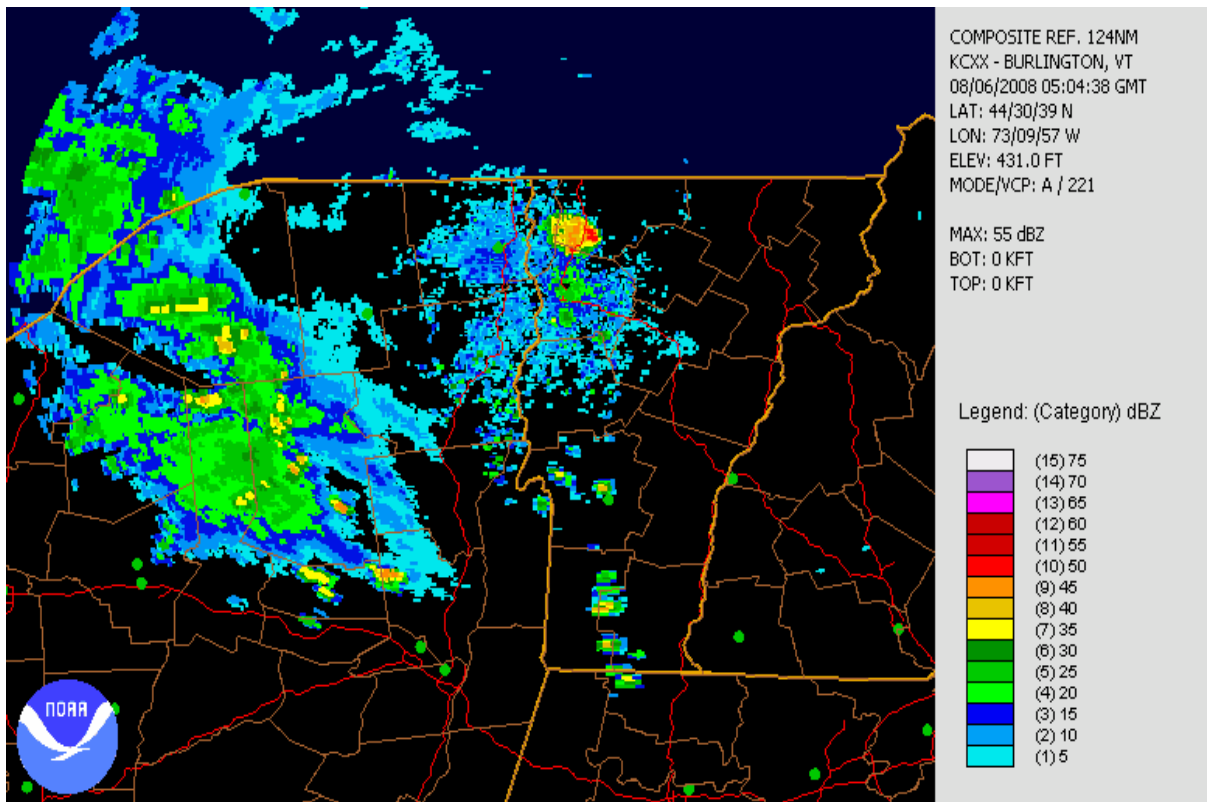 COMPOSITE REF. 124NM
KCXX - BURLINGTON, VT
08/06/2008 05:04:38 GMT
LAT: 44/30/39 N
LON: 73/09/57 W
ELEV: 431.0 FT
MODE/VCP: A / 221
MAX: 55 dBZ
BOT: 0 KFT
TOP: 0 KFT
Legend: (Category) dBZ
(15) 75
(14) 70
(13) 65
(12) 60
(11) 55
(10) 50
(9) 45
(8) 40
(7) 35
(6) 30
(5) 25
(4) 20
(3) 15
(2) 10
(1) 5
NOAA